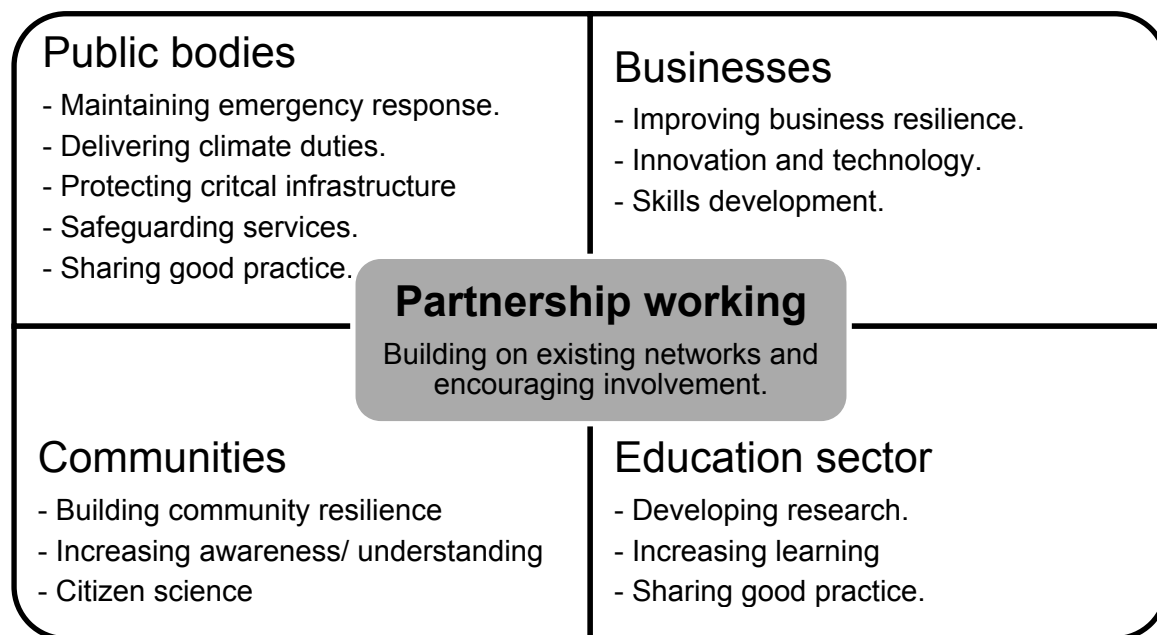 Public bodies
- Maintaining emergency response.
- Delivering climate duties.
- Protecting critcal infrastructure
- Safeguarding services.
- Sharing good practice.
Businesses
- Improving business resilience.
- Innovation and technology.
- Skills development.
Partnership working
Building on existing networks and
encouraging involvement.
Communities
- Building community resilience
- Increasing awareness/ understanding
- Citizen science
Education sector
- Developing research.
- Increasing learning
- Sharing good practice.